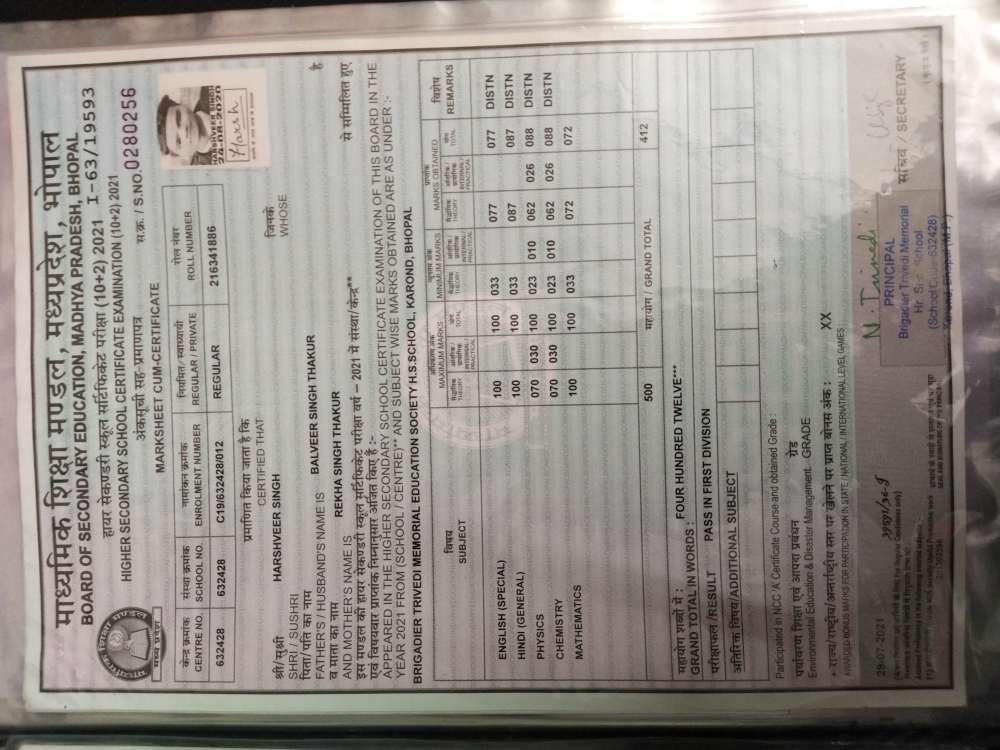 माध्यमिक शिक्षा मण्डल, मध्यप्रदेश, भोपाल
BOARD OF SECONDARY EDUCATION, MADHYA PRADESH, BHOPAL
हायर सेकण्डरी स्कूल सर्टिफिकेट परीक्षा (10+2) 2021 I-63/19593
HIGHER SECONDARY SCHOOL CERTIFICATE EXAMINATION (10+2) 2021
अंकसूची सह-प्रमाणपत्र स.क्र. / S.NO. 0280256
MARKSHEET CUM-CERTIFICATE
मध्य प्रदेश
HARSHVEER SINGH
24-08-2020
Harsh
केन्द्र क्रमांक संस्था क्रमांक नामांकन क्रमांक नियमित/स्वाध्यायी रोल नंबर
CENTRE NO. SCHOOL NO. ENROLMENT NUMBER REGULAR / PRIVATE ROLL NUMBER
632428 632428 C19/632428/012 REGULAR 216341886
प्रमाणित किया जाता है कि
CERTIFIED THAT
श्री/सुश्री जिनके
SHRI / SUSHRI HARSHVEER SINGH WHOSE
पिता/पति का नाम है
FATHER'S / HUSBAND'S NAME IS BALVEER SINGH THAKUR
व माता का नाम से सम्मिलित हुए
AND MOTHER'S NAME IS REKHA SINGH THAKUR
इस मण्डल की हायर सेकण्डरी स्कूल सर्टिफिकेट परीक्षा वर्ष - 2021 में संस्था/केन्द्र**
एवं विषयवार प्राप्तांक निम्नानुसार अर्जित किए हैं:-
APPEARED IN THE HIGHER SECONDARY SCHOOL CERTIFICATE EXAMINATION OF THIS BOARD IN THE
YEAR 2021 FROM (SCHOOL / CENTRE)** AND SUBJECT WISE MARKS OBTAINED ARE AS UNDER :-
BRIGADIER TRIVEDI MEMORIAL EDUCATION SOCIETY H.S.SCHOOL, KAROND, BHOPAL
विषय अधिकतम अंक न्यूनतम अंक प्राप्तांक विशेष
SUBJECT MAXIMUM MARKS MINIMUM MARKS MARKS OBTAINED REMARKS
THEORY INTERNAL/PRACTICAL TOTAL THEORY INTERNAL/PRACTICAL THEORY INTERNAL/PRACTICAL TOTAL
ENGLISH (SPECIAL) 100 100 033 077 077 DISTN
HINDI (GENERAL) 100 100 033 087 087 DISTN
PHYSICS 070 030 100 023 010 062 026 088 DISTN
CHEMISTRY 070 030 100 023 010 062 026 088 DISTN
MATHEMATICS 100 100 033 072 072
500 महायोग / GRAND TOTAL 412
महायोग शब्दों में :
GRAND TOTAL IN WORDS : FOUR HUNDRED TWELVE***
परीक्षाफल /RESULT PASS IN FIRST DIVISION
अतिरिक्त विषय/ADDITIONAL SUBJECT
Participated in NCC 'A' Certificate Course and obtained Grade :
पर्यावरण शिक्षा एवं आपदा प्रबंधन ग्रेड
Environmental Education & Disaster Management GRADE
राज्य/राष्ट्रीय/अन्तर्राष्ट्रीय स्तर पर खेलने पर प्राप्त बोनस अंक : XX
AWARDED BONUS MARKS FOR PARTICIPATION IN STATE / NATIONAL / INTERNATIONAL LEVEL GAMES
29-07-2021
N. Trivedi
PRINCIPAL
Brigadier Trivedi Memorial
Hr. Sr. School
(School Code-632428)
Karond, Bhopal (M.P.)
सचिव / SECRETARY